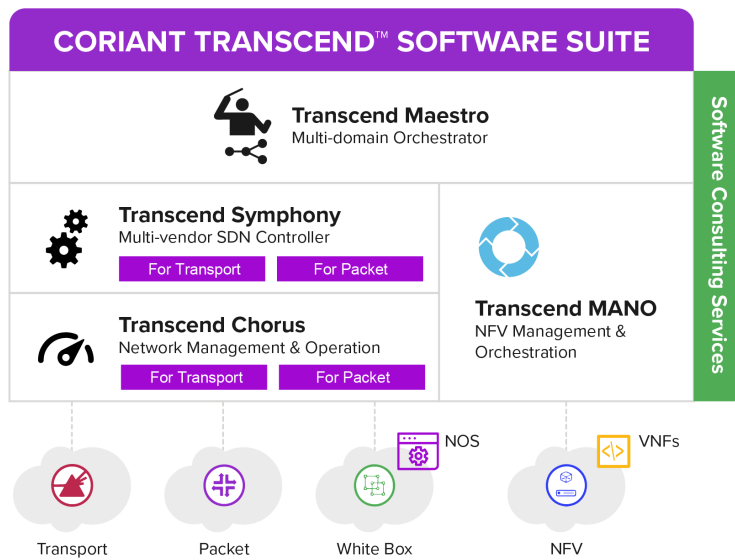 CORIANT TRANSCEND™ SOFTWARE SUITE
Transcend Maestro
Multi-domain Orchestrator
Software Consulting Services
Transcend Symphony
Multi-vendor SDN Controller
For Transport
For Packet
Transcend Chorus
Network Management & Operation
For Transport
For Packet
Transcend MANO
NFV Management &
Orchestration
NOS
</>
VNFs
Transport
Packet
White Box
NFV